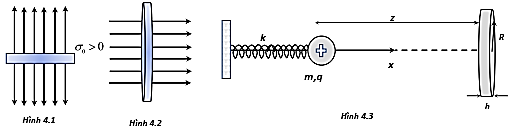 σ₀ > 0
Hình 4.1
Hình 4.2
k
m,q
x
z
R
h
Hình 4.3